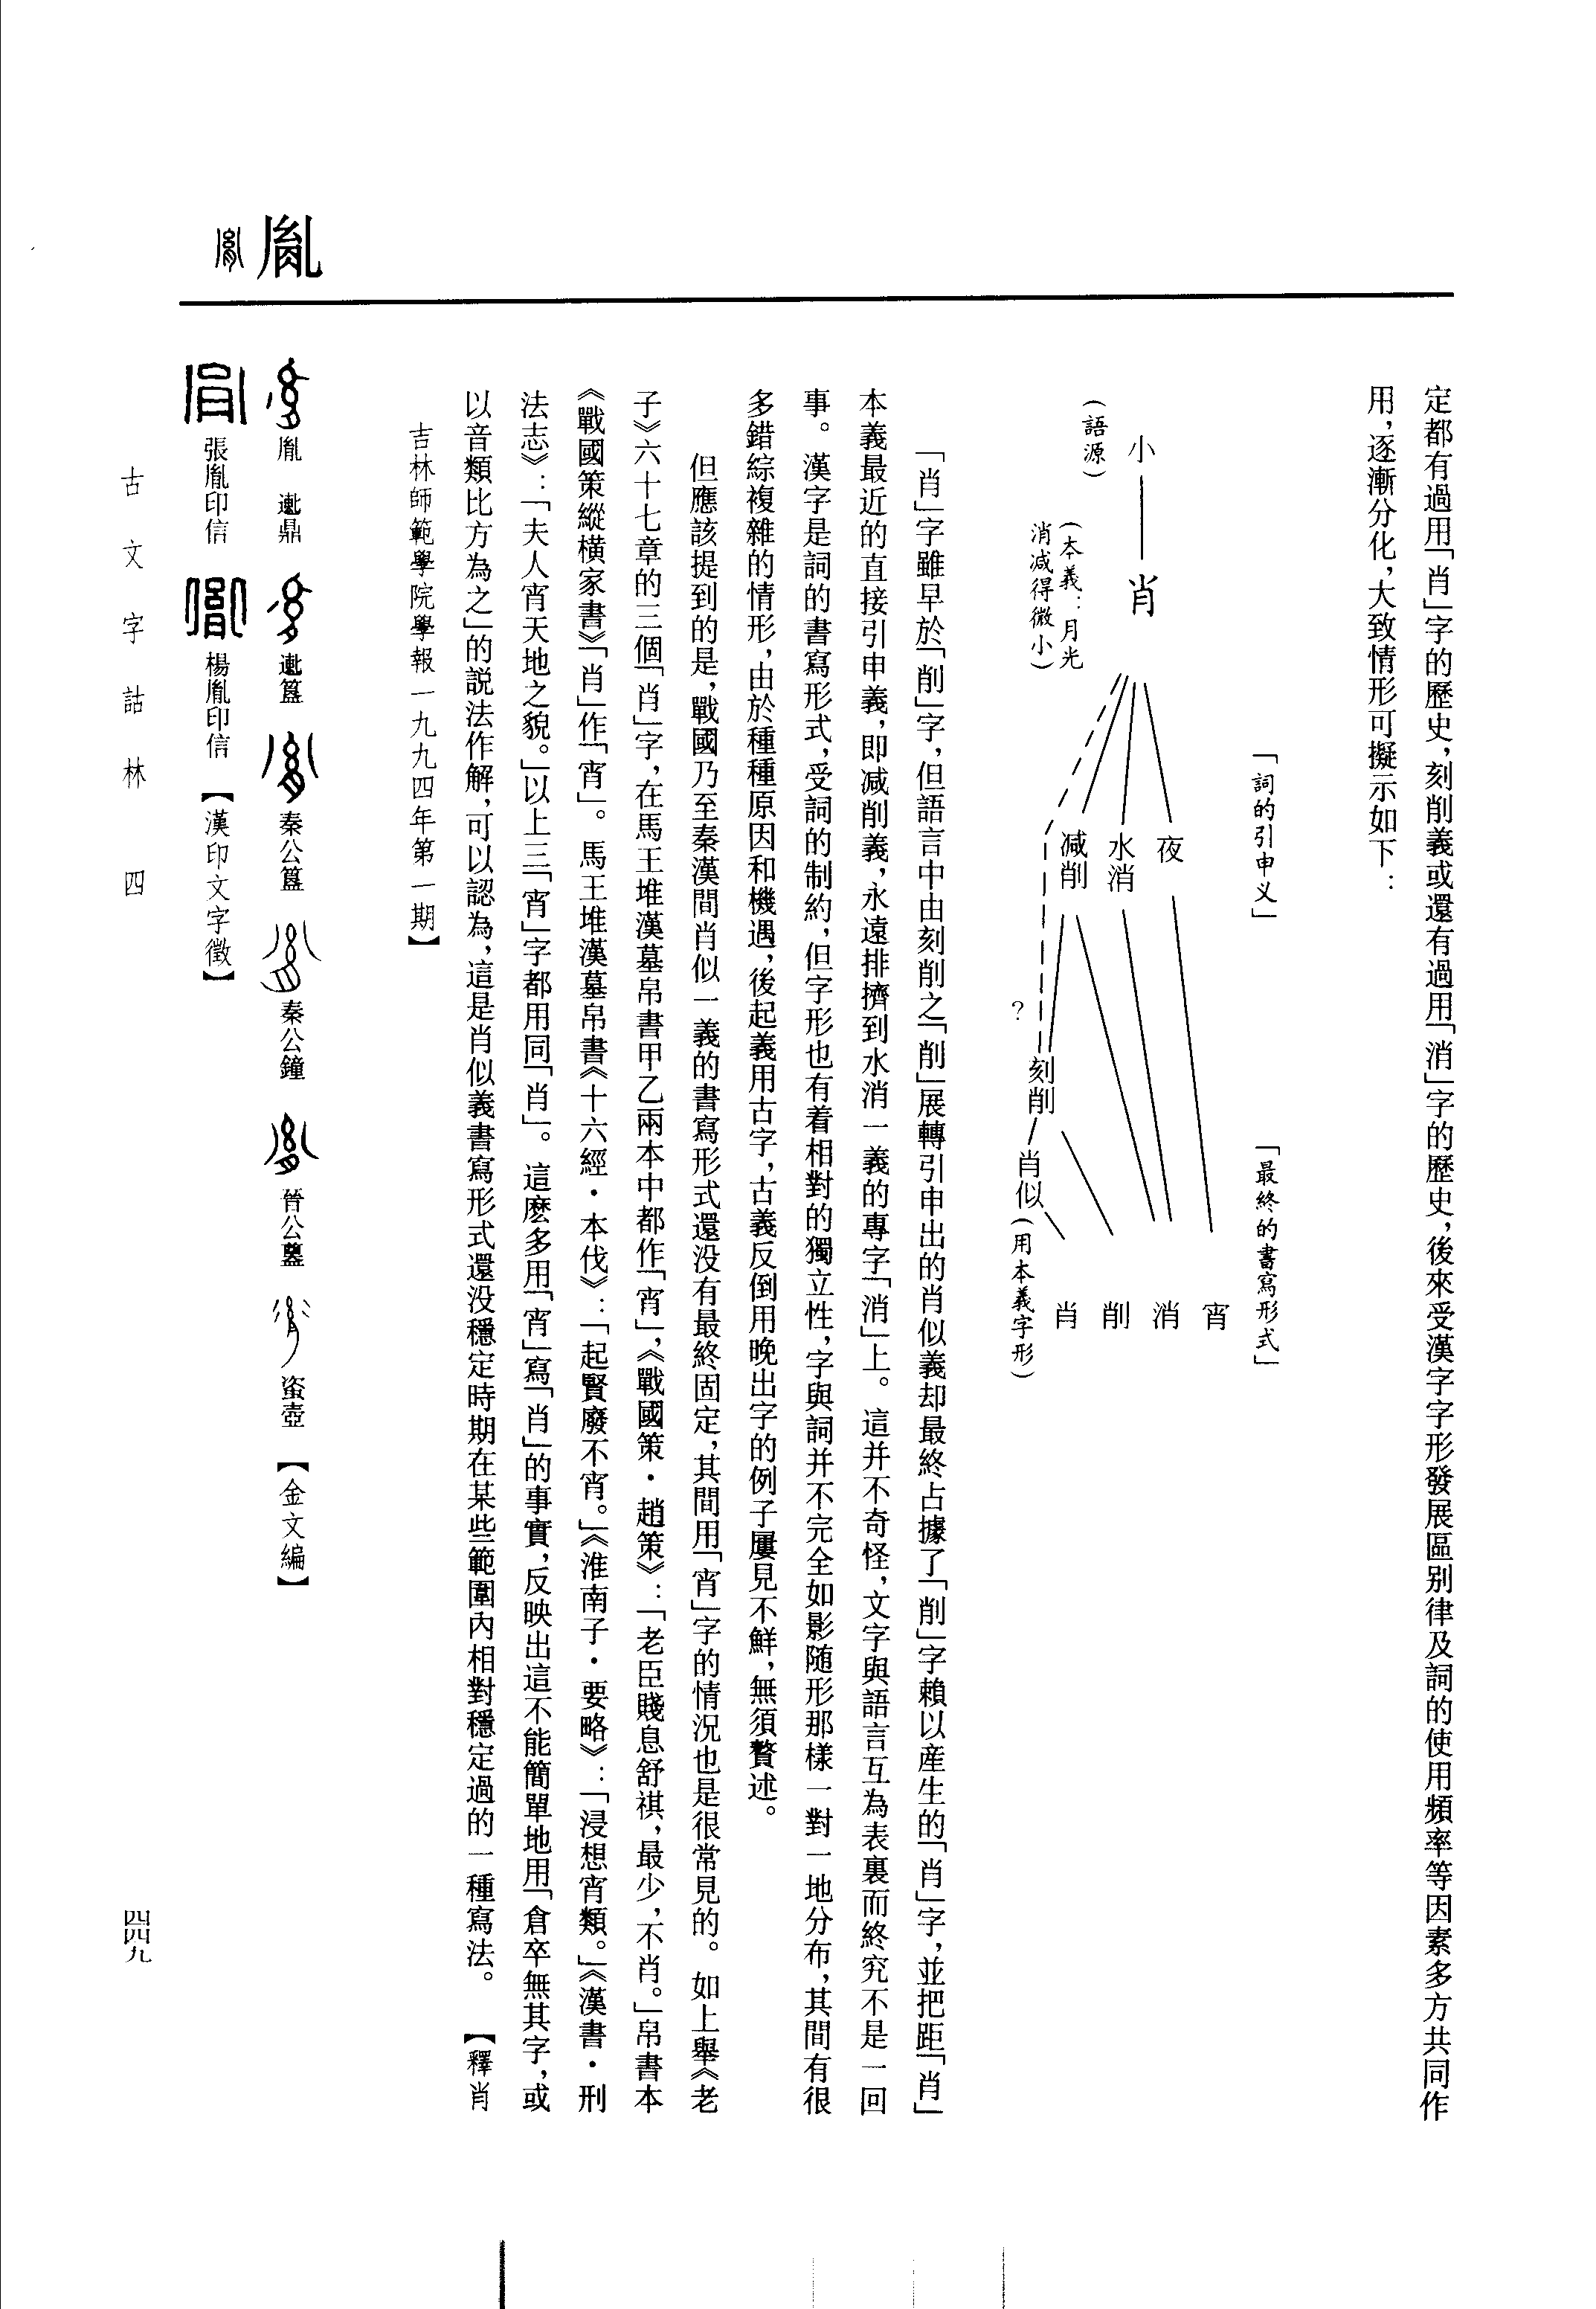 定都有過用「肖」字的歷史，刻削義或還有過用「消」字的歷史，後來受漢字字形發展區別律及詞的使用頻率等因素多方共同作
用，逐漸分化，大致情形可擬示如下：
「詞的引申义」
「最終的書寫形式」
小
（語源）
肖
（本義：月光
消減得微小）
夜
水消
減削
?
刻削
肖似
（用本義字形）
宵
消
削
肖
「肖」字雖早於「削」字，但語言中由刻削之「削」展轉引申出的肖似義却最終占據了「削」字賴以產生的「肖」字，並把距「肖」
本義最近的直接引申義，即減削義，永遠排擠到水消一義的專字「消」上。這并不奇怪，文字與語言互為表裏而終究不是一回
事。漢字是詞的書寫形式，受詞的制約，但字形也有着相對的獨立性，字與詞并不完全如影隨形那樣一對一地分布，其間有很
多錯綜複雜的情形，由於種種原因和機遇，後起義用古字，古義反倒用晚出字的例子屢見不鮮，無須贅述。
但應該提到的是，戰國乃至秦漢間肖似一義的書寫形式還没有最終固定，其間用「宵」字的情況也是很常見的。如上舉《老
子》六十七章的三個「肖」字，在馬王堆漢墓帛書甲乙兩本中都作「宵」，《戰國策·趙策》：「老臣賤息舒祺，最少，不肖。」帛書本
《戰國策縱橫家書》「肖」作「宵」。馬王堆漢墓帛書《十六經·本伐》：「起賢廢不宵。」《淮南子·要略》：「浸想宵類。」《漢書·刑
法志》：「夫人宵天地之貌。」以上三「宵」字都用同「肖」。這麽多用「宵」寫「肖」的事實，反映出這不能簡單地用「倉卒無其字，或
以音類比方為之」的説法作解，可以認為，這是肖似義書寫形式還没穩定時期在某些範圍內相對穩定過的一種寫法。【釋肖
吉林師範學院學報一九九四年第一期】
胤
胤 鼎 簋 秦公簋 秦公鐘 晉公 壺 【金文編】
張胤印信 楊胤印信 【漢印文字徵】
古文字詁林 四
四四九